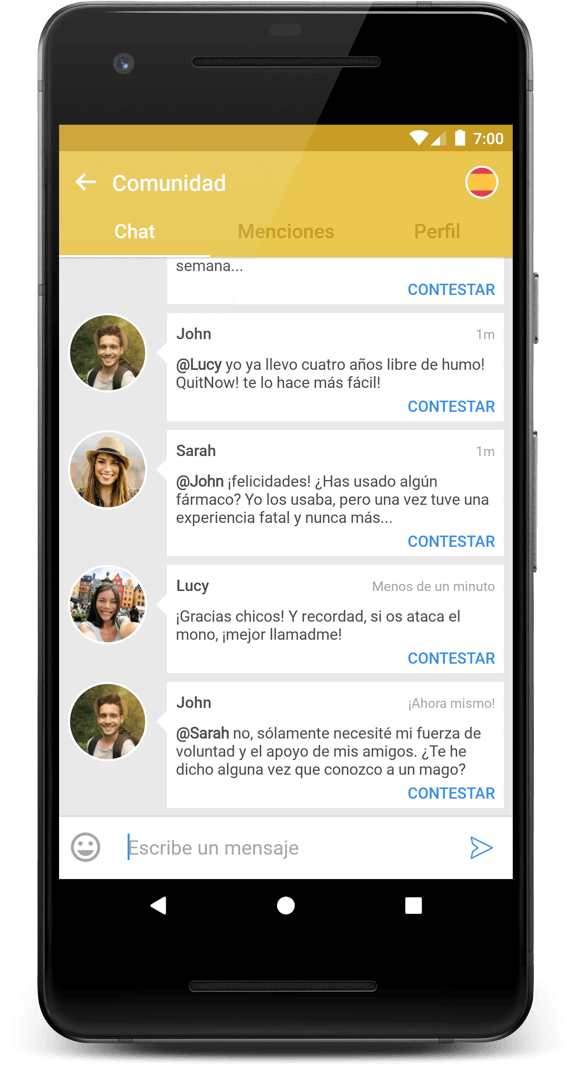 7:00
Comunidad
Chat Menciones Perfil
semana...
CONTESTAR
John 1m
@Lucy yo ya llevo cuatro años libre de humo!
QuitNow! te lo hace más fácil!
CONTESTAR
Sarah 1m
@John ¡felicidades! ¿Has usado algún
fármaco? Yo los usaba, pero una vez tuve una
experiencia fatal y nunca más...
CONTESTAR
Lucy Menos de un minuto
¡Gracias chicos! Y recordad, si os ataca el
mono, ¡mejor llamadme!
CONTESTAR
John ¡Ahora mismo!
@Sarah no, sólamente necesité mi fuerza de
voluntad y el apoyo de mis amigos. ¿Te he
dicho alguna vez que conozco a un mago?
CONTESTAR
Escribe un mensaje